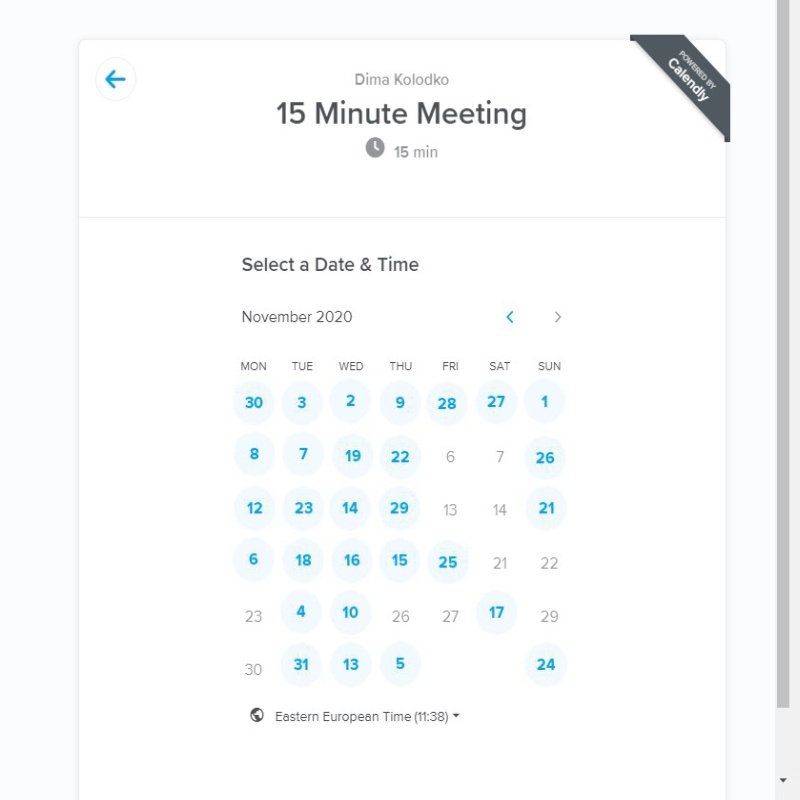 POWERED BY
Calendly
Dima Kolodko
15 Minute Meeting
15 min
Select a Date & Time
November 2020
MON TUE WED THU FRI SAT SUN
30 3 2 9 28 27 1
8 7 19 22 6 7 26
12 23 14 29 13 14 21
6 18 16 15 25 21 22
23 4 10 26 27 17 29
30 31 13 5 24
Eastern European Time (11:38)